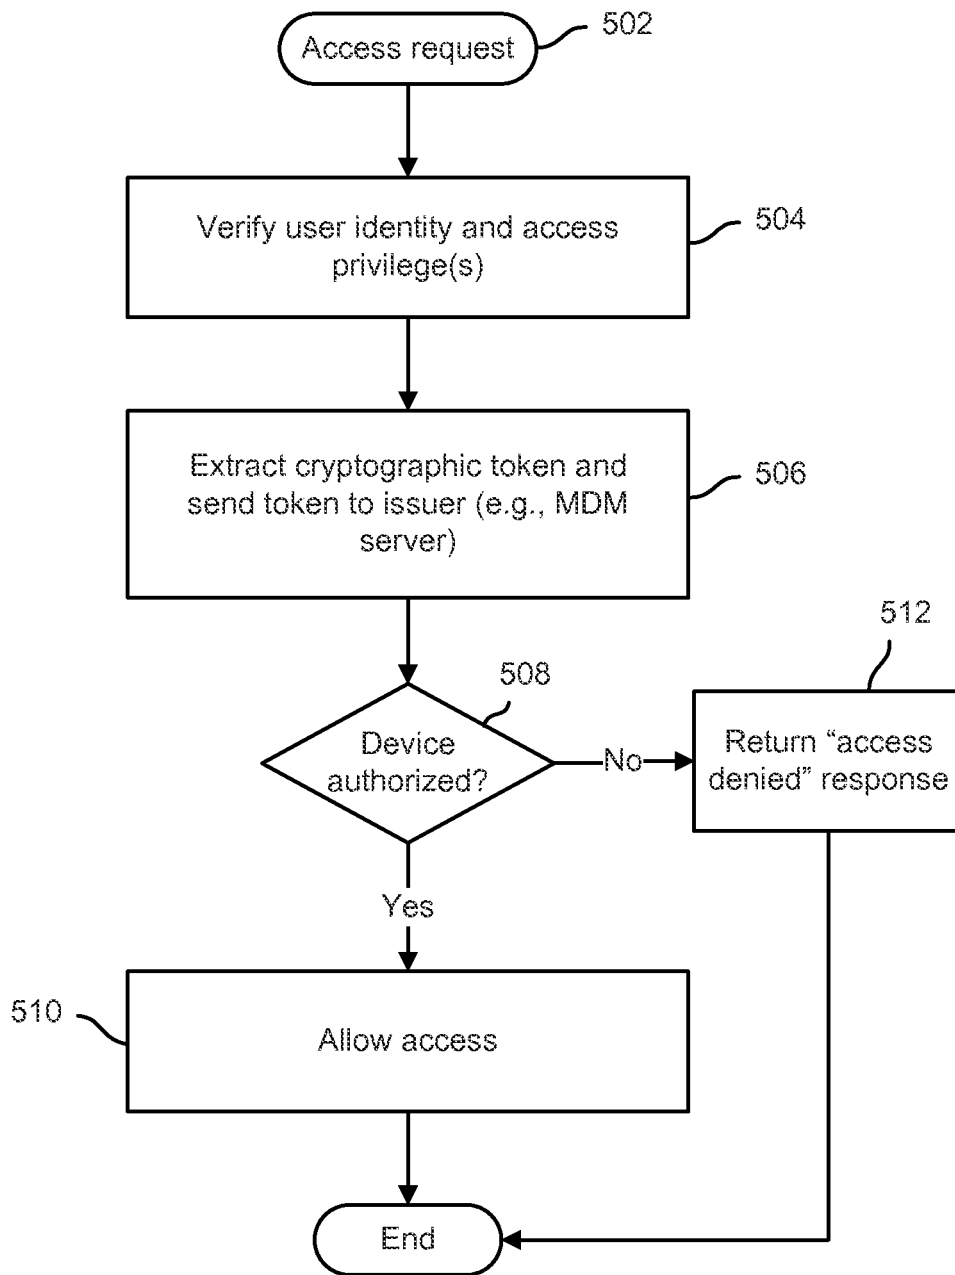 Access request
502
Verify user identity and access
privilege(s)
504
Extract cryptographic token and
send token to issuer (e.g., MDM
server)
506
508
Device
authorized?
No
512
Return “access
denied” response
Yes
510
Allow access
End